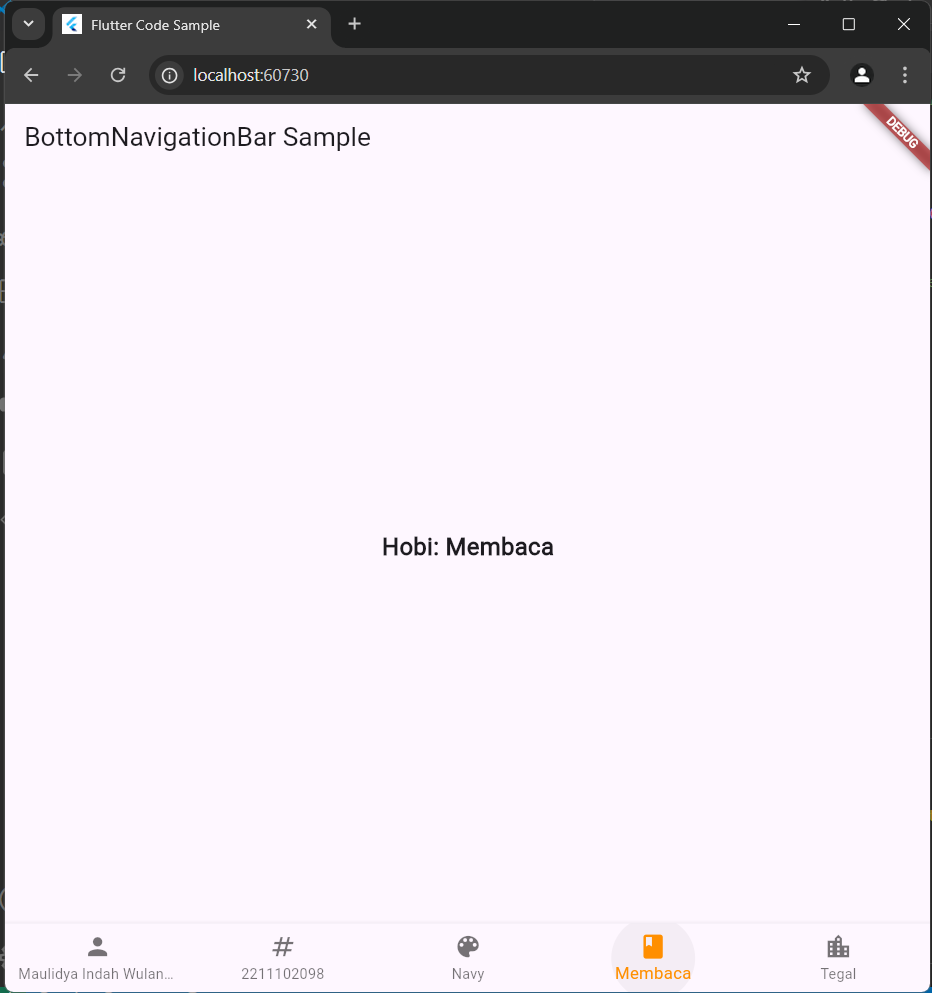 Flutter Code Sample
localhost:60730
BottomNavigationBar Sample
DEBUG
Hobi: Membaca
Maulidya Indah Wulan...
2211102098
Navy
Membaca
Tegal